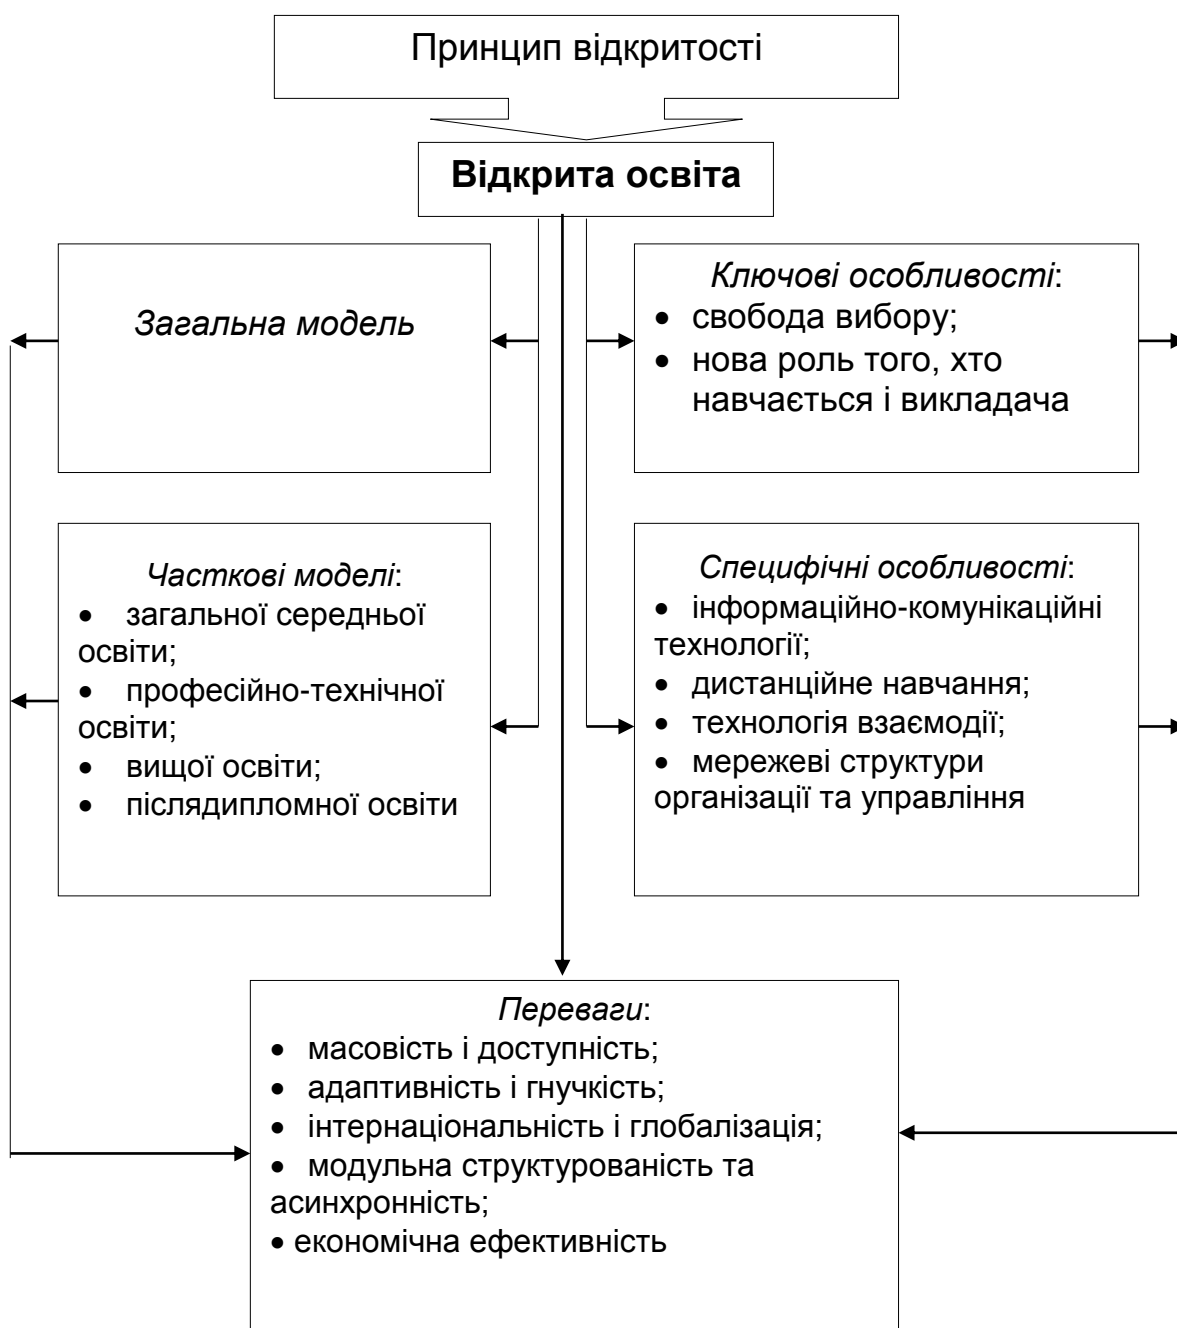 Принцип відкритості
Відкрита освіта
Загальна модель
Ключові особливості:
• свобода вибору;
• нова роль того, хто
навчається і викладача
Часткові моделі:
• загальної середньої
освіти;
• професійно-технічної
освіти;
• вищої освіти;
• післядипломної освіти
Специфічні особливості:
• інформаційно-комунікаційні
технології;
• дистанційне навчання;
• технологія взаємодії;
• мережеві структури
організації та управління
Переваги:
• масовість і доступність;
• адаптивність і гнучкість;
• інтернаціональність і глобалізація;
• модульна структурованість та
асинхронність;
• економічна ефективність